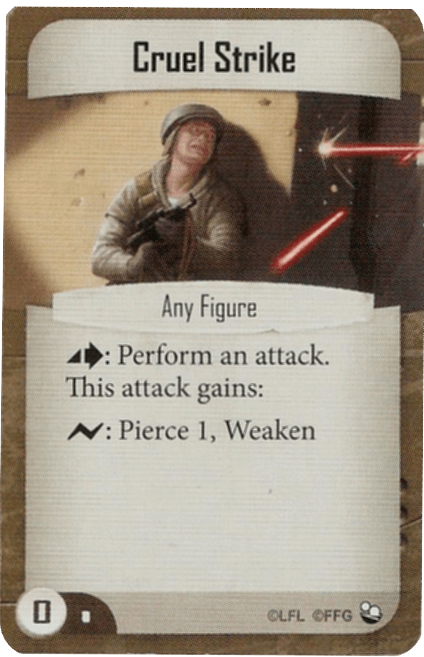 Cruel Strike
Any Figure
: Perform an attack.
This attack gains:
: Pierce 1, Weaken
0
©LFL ©FFG